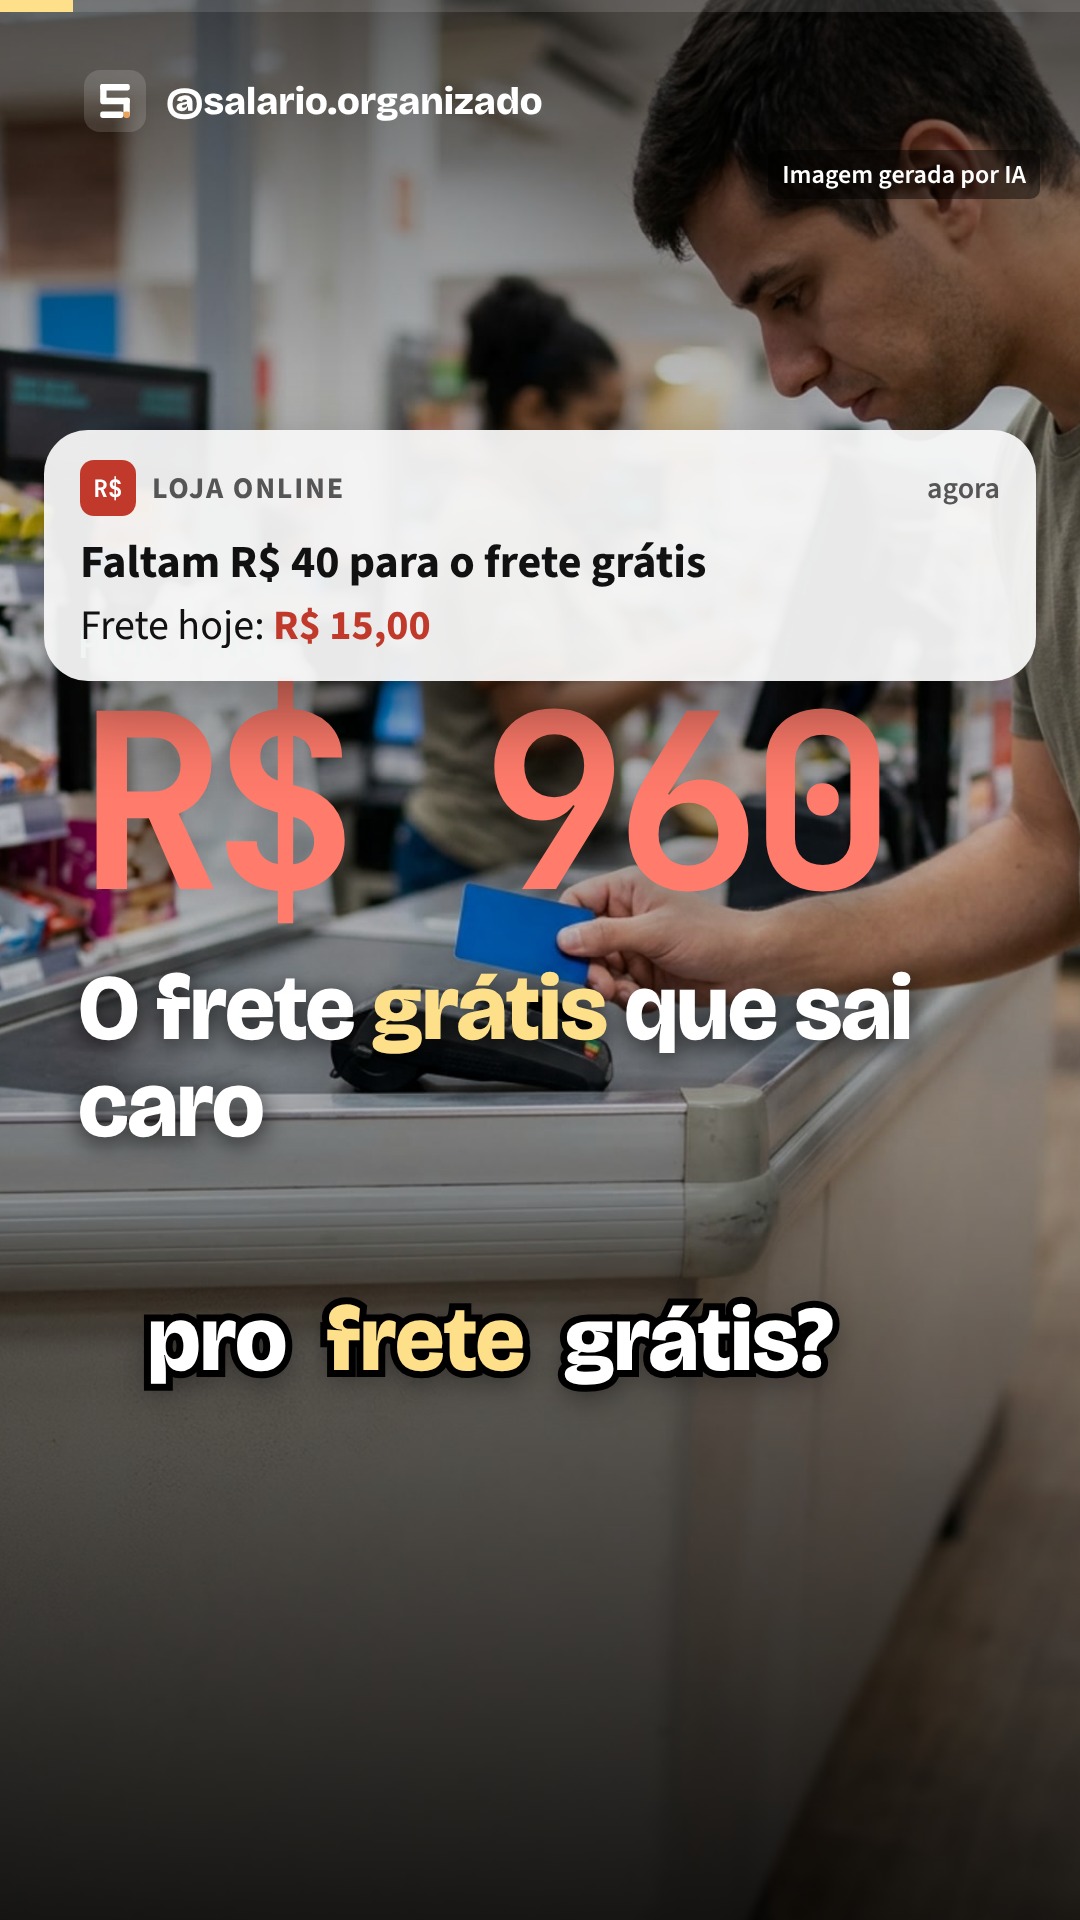 @salario.organizado
Imagem gerada por IA
R$ LOJA ONLINE agora
Faltam R$ 40 para o frete grátis
Frete hoje: R$ 15,00
R$ 960
O frete grátis que sai
caro
pro frete grátis?